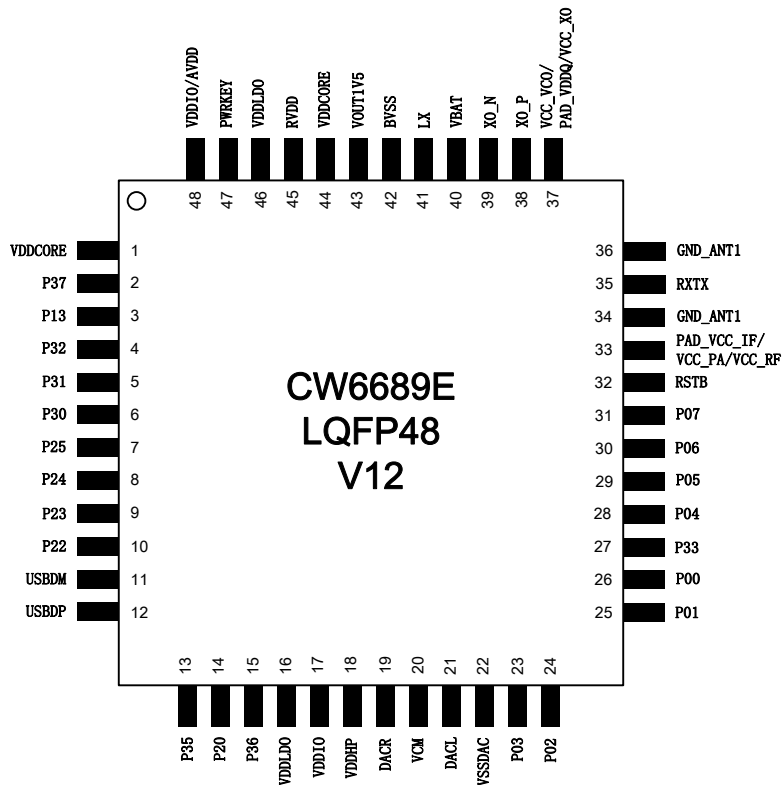 VDDIO/AVDD
PWRKEY
VDDLDO
RVDD
VDDCORE
VOUT1V5
BVSS
LX
VBAT
XO_N
XO_P
VCC_VCO/
PAD_VDDQ/VCC_XO
48 47 46 45 44 43 42 41 40 39 38 37
VDDCORE 1
P37 2
P13 3
P32 4
P31 5
P30 6
P25 7
P24 8
P23 9
P22 10
USBDM 11
USBDP 12
CW6689E
LQFP48
V12
36 GND_ANT1
35 RXTX
34 GND_ANT1
33 PAD_VCC_IF/
VCC_PA/VCC_RF
32 RSTB
31 P07
30 P06
29 P05
28 P04
27 P33
26 P00
25 P01
13 14 15 16 17 18 19 20 21 22 23 24
P35
P20
P36
VDDLDO
VDDIO
VDDHP
DACR
VCM
DACL
VSSDAC
P03
P02